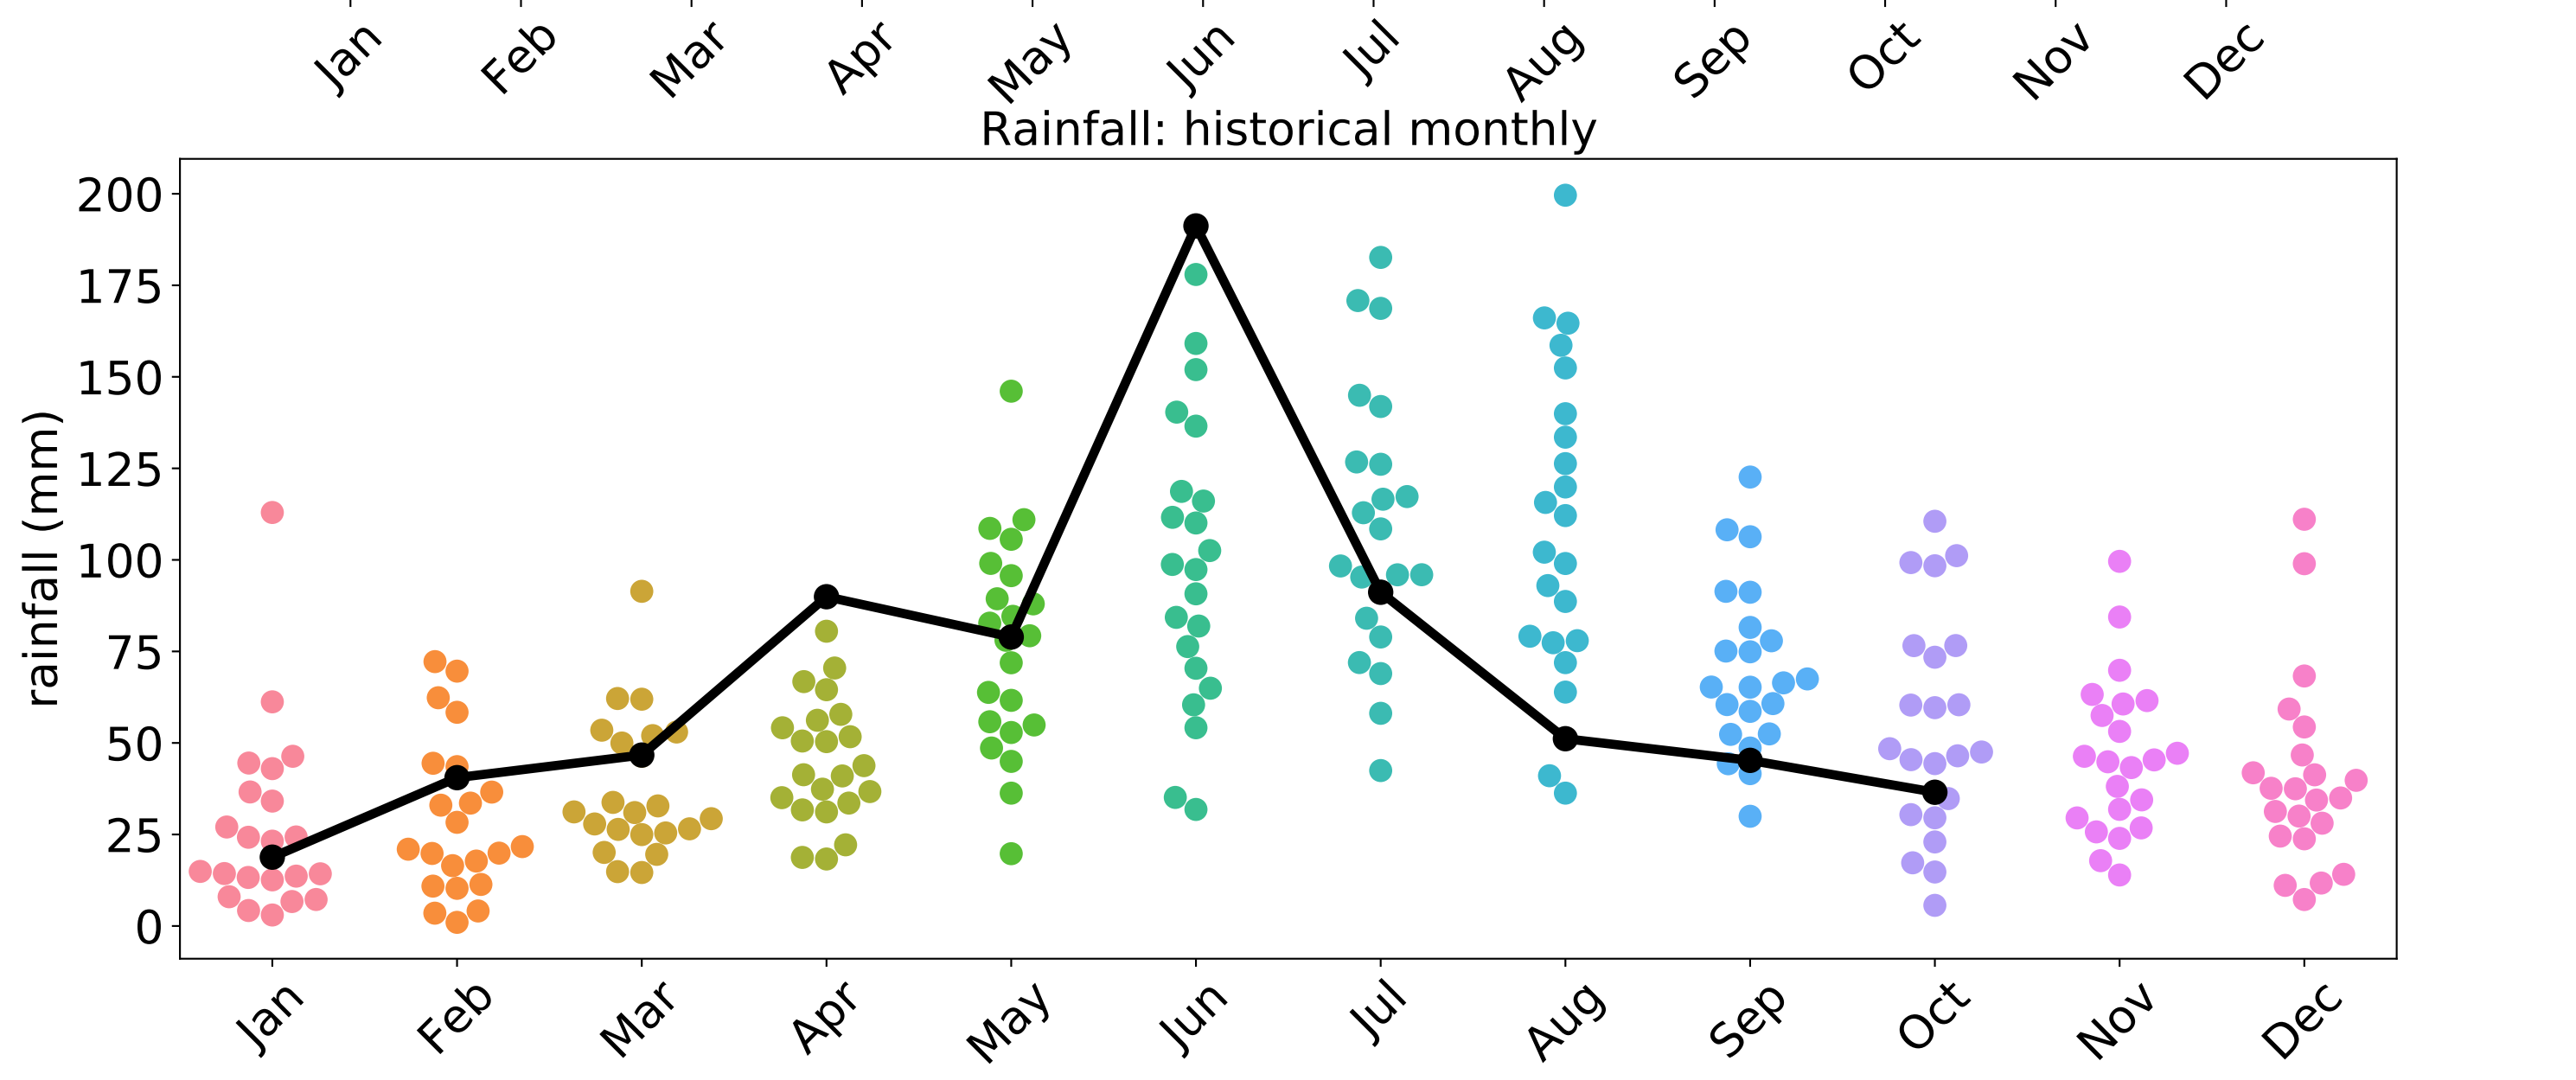 Jan Feb Mar Apr May Jun Jul Aug Sep Oct Nov Dec
Rainfall: historical monthly
200
175
150
125
100
75
50
25
0
rainfall (mm)
Jan Feb Mar Apr May Jun Jul Aug Sep Oct Nov Dec